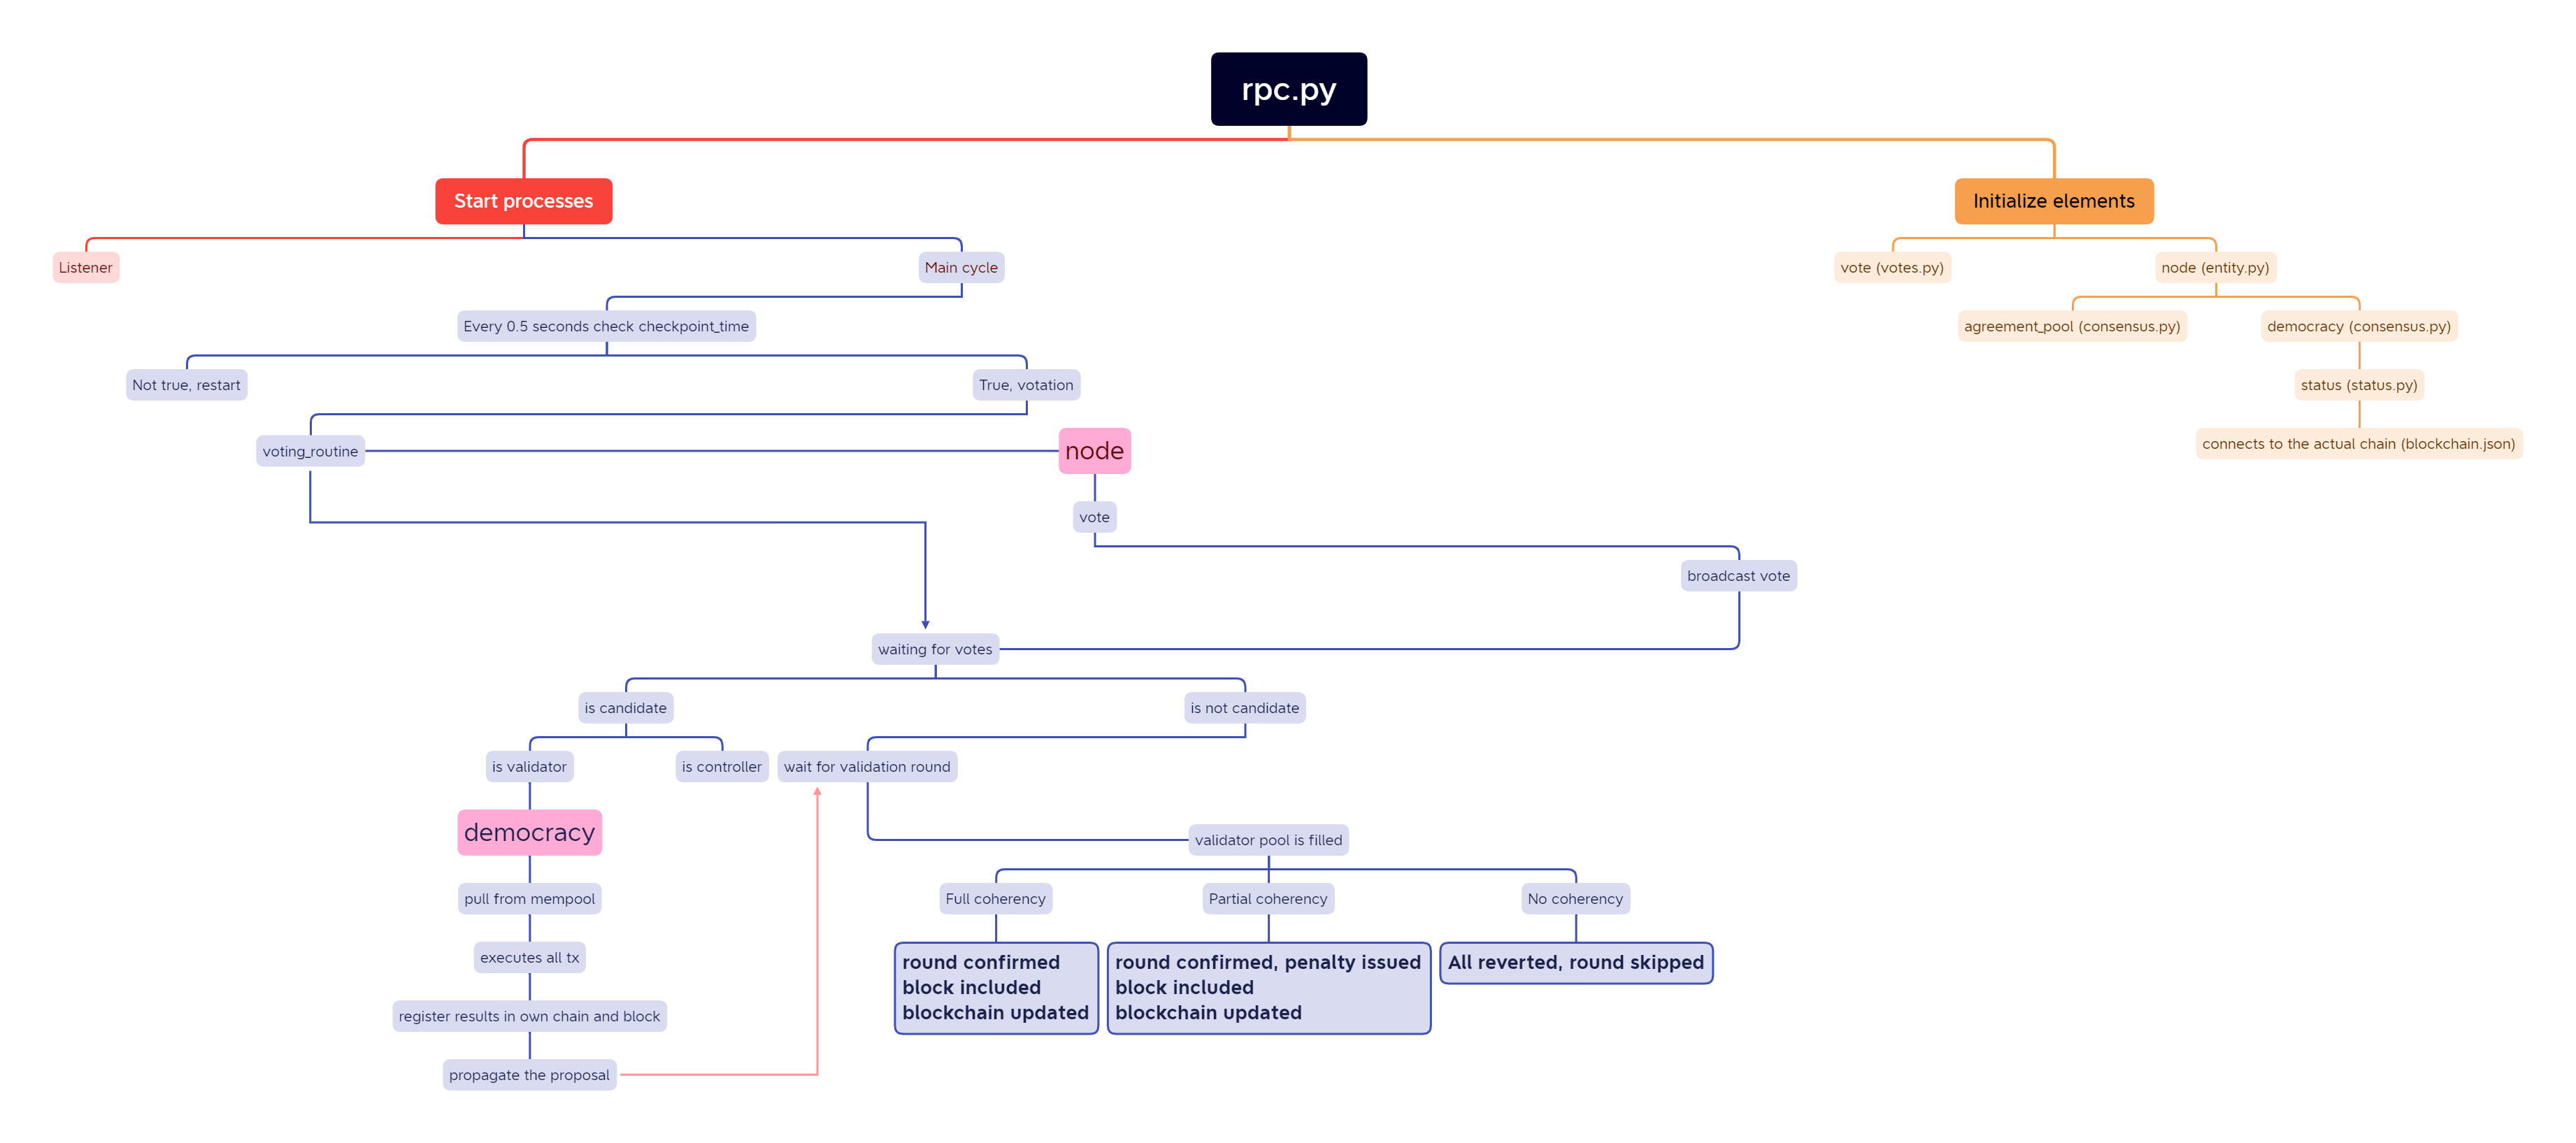 rpc.py
Start processes
Initialize elements
Listener
Main cycle
vote (votes.py)
node (entity.py)
Every 0.5 seconds check checkpoint_time
agreement_pool (consensus.py)
democracy (consensus.py)
Not true, restart
True, votation
status (status.py)
voting_routine
node
connects to the actual chain (blockchain.json)
vote
broadcast vote
waiting for votes
is candidate
is not candidate
is validator
is controller
wait for validation round
democracy
validator pool is filled
pull from mempool
Full coherency
Partial coherency
No coherency
executes all tx
round confirmed
block included
blockchain updated
round confirmed, penalty issued
block included
blockchain updated
All reverted, round skipped
register results in own chain and block
propagate the proposal